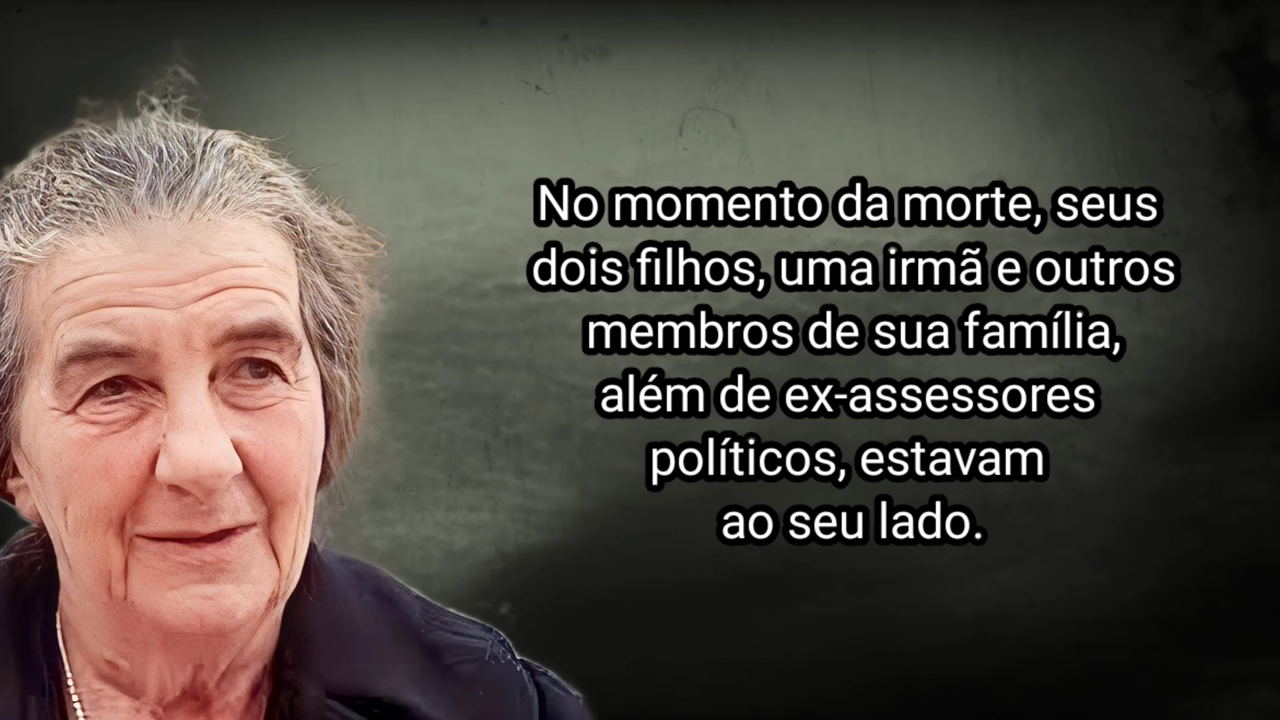 No momento da morte, seus
dois filhos, uma irmã e outros
membros de sua família,
além de ex-assessores
políticos, estavam
ao seu lado.